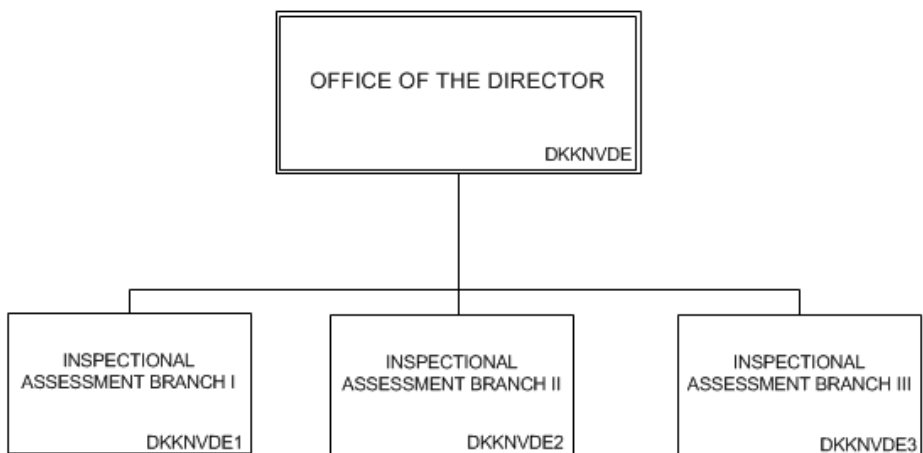 OFFICE OF THE DIRECTOR
DKKNVDE
INSPECTIONAL
ASSESSMENT BRANCH I
DKKNVDE1
INSPECTIONAL
ASSESSMENT BRANCH II
DKKNVDE2
INSPECTIONAL
ASSESSMENT BRANCH III
DKKNVDE3